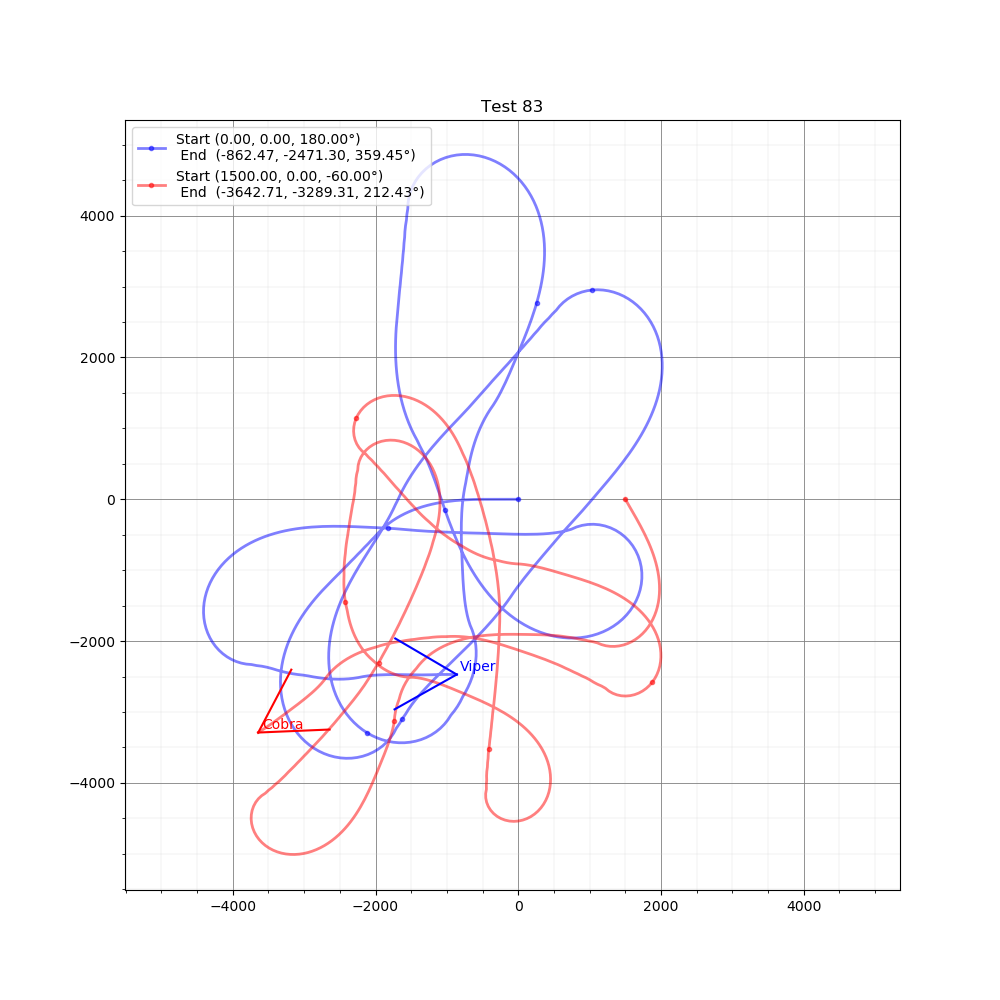 Test 83
Start (0.00, 0.00, 180.00°)
End (-862.47, -2471.30, 359.45°)
Start (1500.00, 0.00, -60.00°)
End (-3642.71, -3289.31, 212.43°)
4000
2000
0
−2000
−4000
Viper
Cobra
−4000 −2000 0 2000 4000